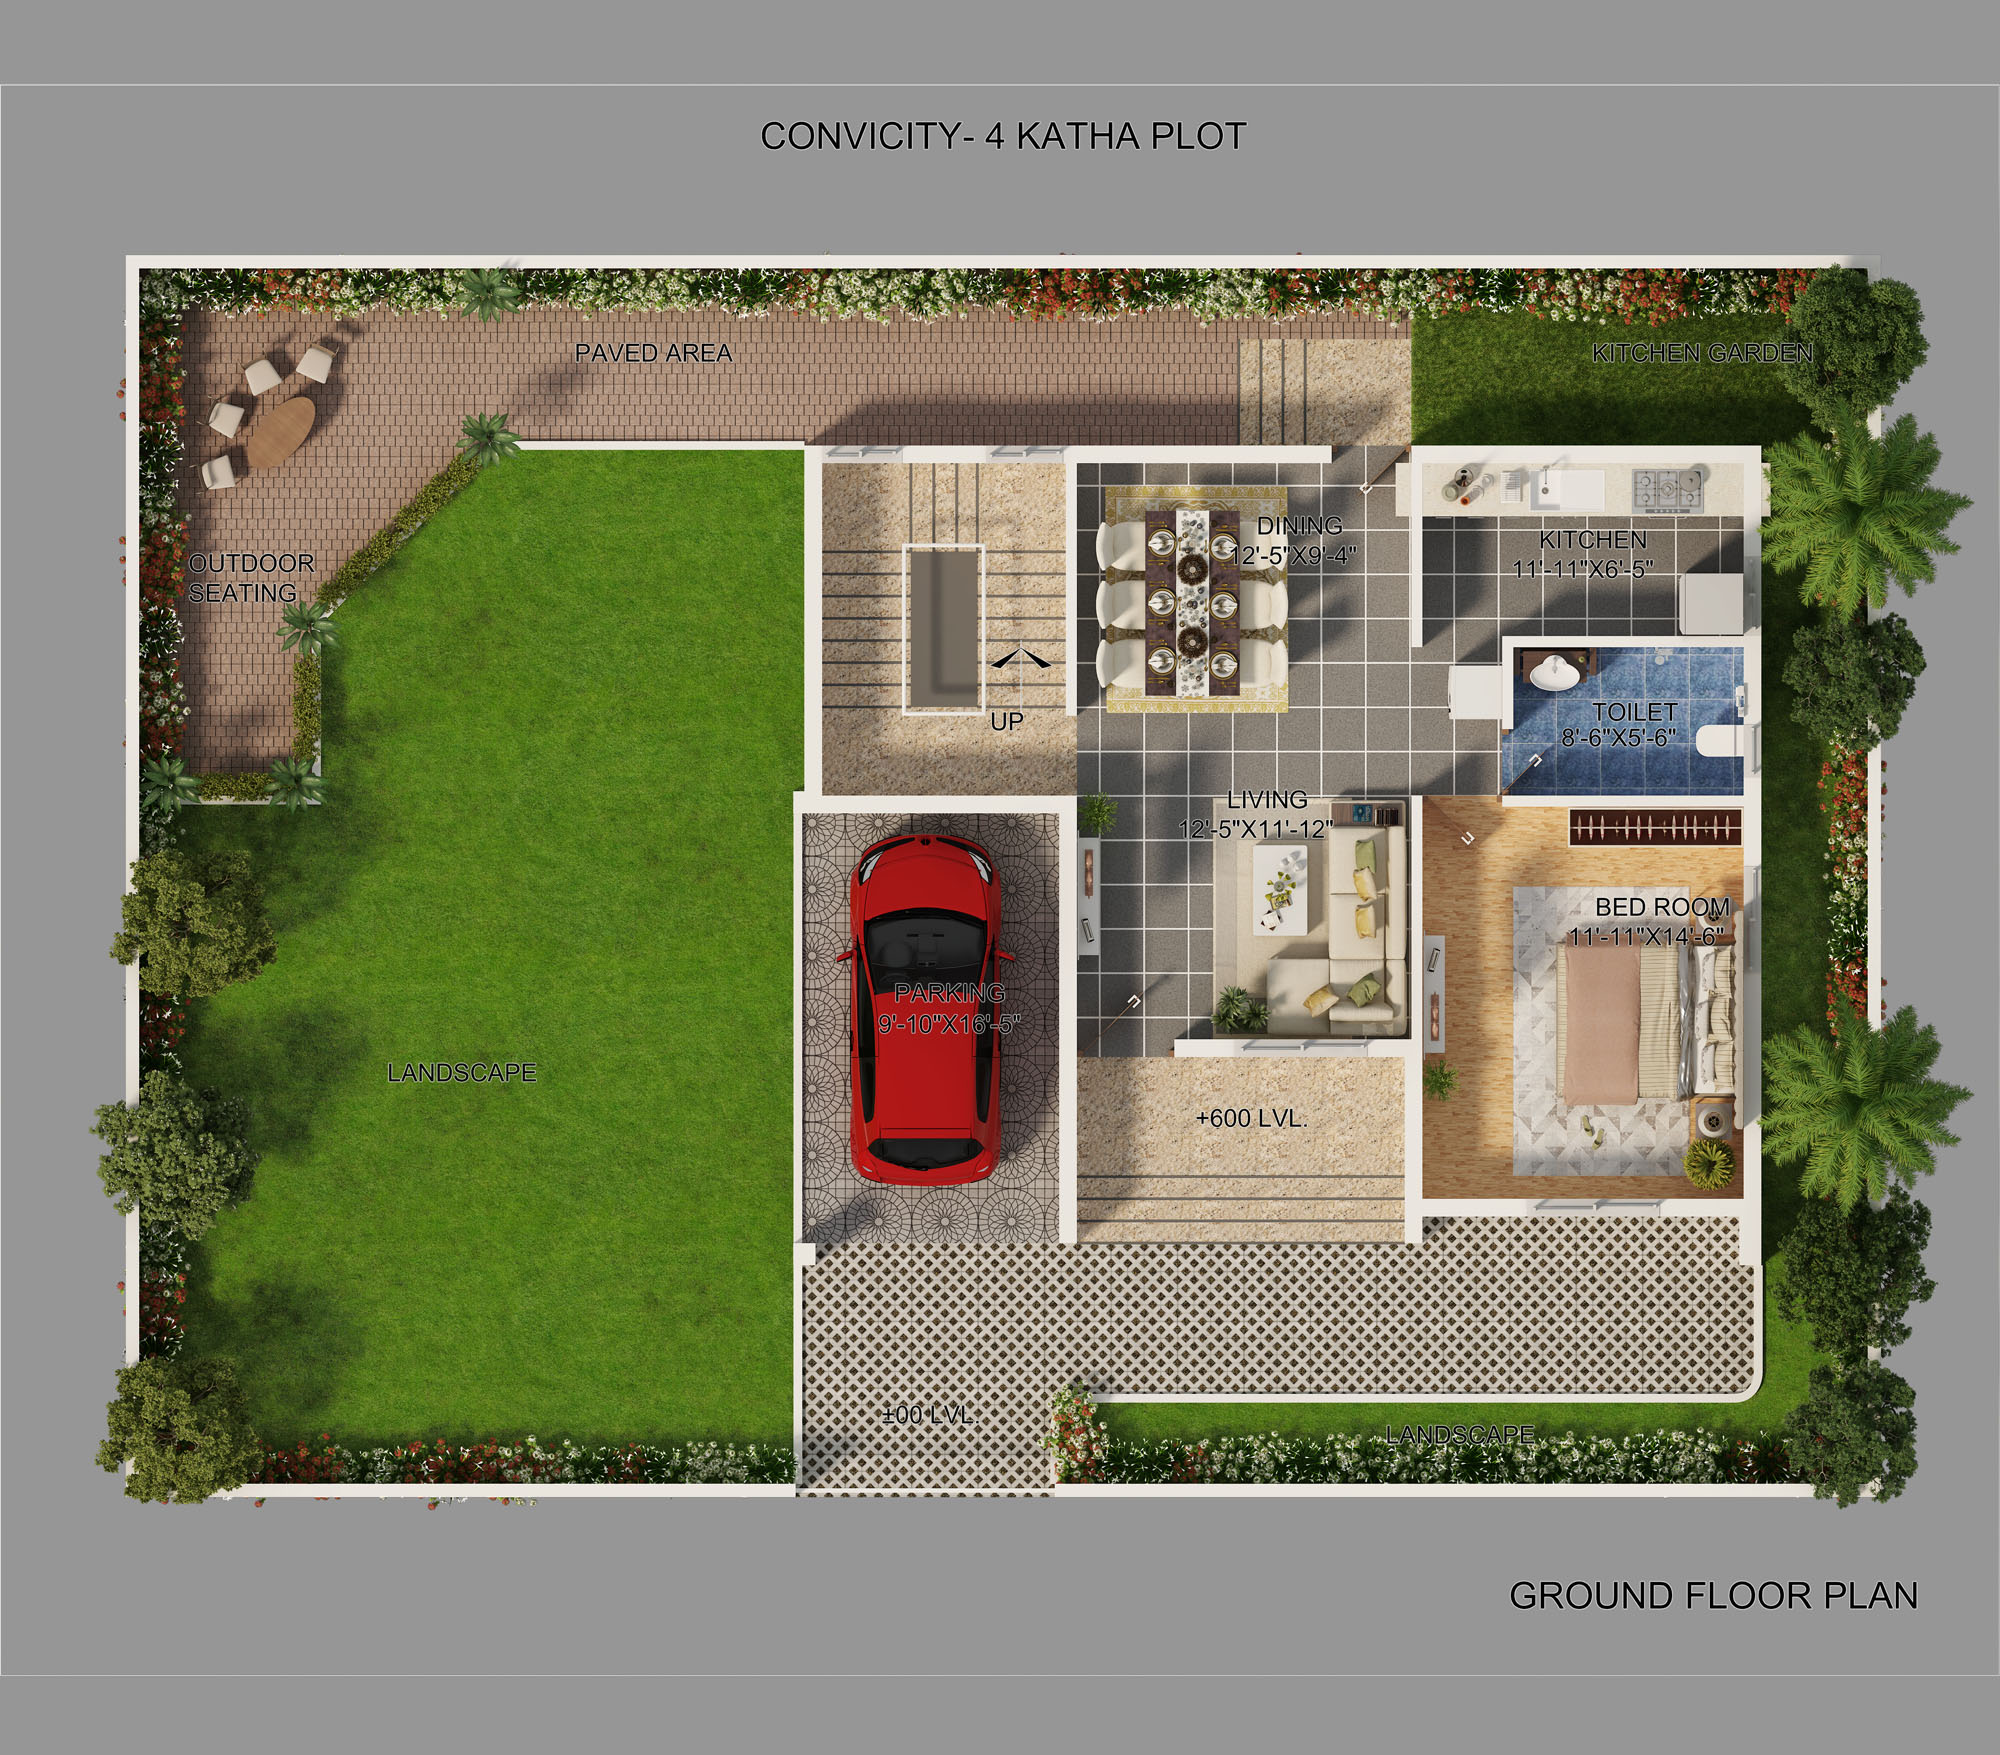 CONVICITY- 4 KATHA PLOT
PAVED AREA
KITCHEN GARDEN
DINING
12'-5"X9'-4"
KITCHEN
11'-11"X6'-5"
OUTDOOR
SEATING
UP
TOILET
8'-6"X5'-6"
LIVING
12'-5"X11'-12"
BED ROOM
11'-11"X14'-6"
PARKING
9'-10"X16'-5"
LANDSCAPE
+600 LVL.
±00 LVL.
LANDSCAPE
GROUND FLOOR PLAN